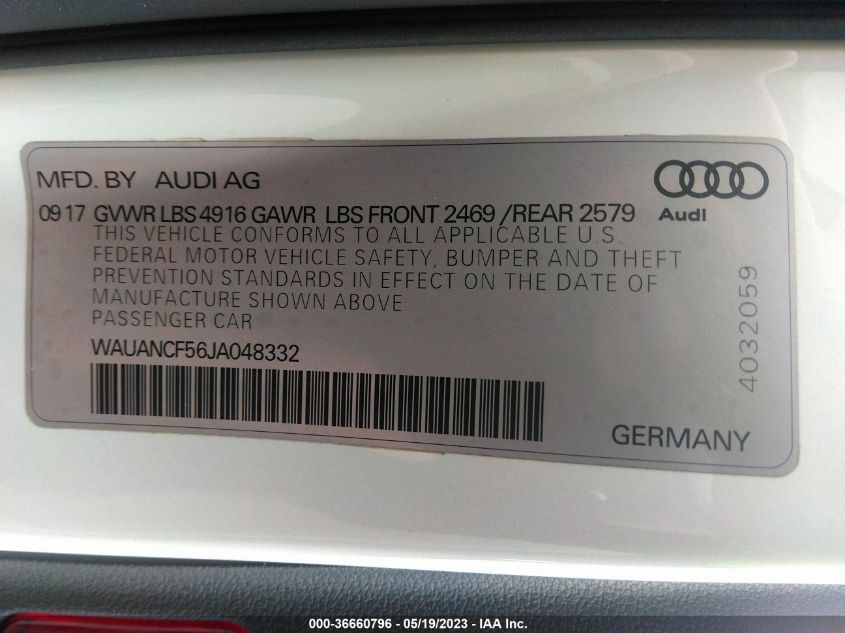 MFD. BY AUDI AG
0917 GVWR LBS 4916 GAWR LBS FRONT 2469 /REAR 2579
Audi
THIS VEHICLE CONFORMS TO ALL APPLICABLE U.S.
FEDERAL MOTOR VEHICLE SAFETY, BUMPER AND THEFT
PREVENTION STANDARDS IN EFFECT ON THE DATE OF
MANUFACTURE SHOWN ABOVE
PASSENGER CAR
WAUANCF56JA048332
4032059
GERMANY
000-36660796 - 05/19/2023 - IAA Inc.